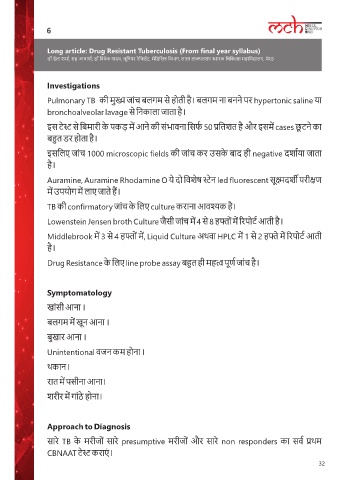 6
mch
Long article: Drug Resistant Tuberculosis (From final year syllabus)
Investigations
Pulmonary TB की मुख्य जांच बलगम से होती है। बलगम ना बनने पर hypertonic saline या
bronchoalveolar lavage से निकाला जाता है।
इस टेस्ट से बिमारी के पकड़ में आने की संभावना सिर्फ 50 प्रतिशत है और इसमें cases छूटने का
बहुत डर होता है।
इसलिए जांच 1000 microscopic fields की जांच कर उसके बाद ही negative दर्शाया जाता
है।
Auramine, Auramine Rhodamine O ये दो विशेष स्टेन led fluorescent सूक्ष्मदर्शी परीक्षण
में उपयोग में लाए जाते हैं।
TB की confirmatory जांच के लिए culture कराना आवश्यक है।
Lowenstein Jensen broth Culture जैसी जांच में 4 से 8 हफ्तों में रिपोर्ट आती है।
Middlebrook में 3 से 4 हफ्तों में, Liquid Culture अथवा HPLC में 1 से 2 हफ्ते में रिपोर्ट आती
है।
Drug Resistance के लिए line probe assay बहुत ही महत्व पूर्ण जांच है।
Symptomatology
खांसी आना ।
बलगम में खून आना ।
बुखार आना ।
Unintentional वजन कम होना ।
थकान।
रात में पसीना आना।
शरीर में गांठे होना।
Approach to Diagnosis
सारे TB के मरीजों सारे presumptive मरीजों और सारे non responders का सर्व प्रथम
CBNAAT टेस्ट कराएं।
32